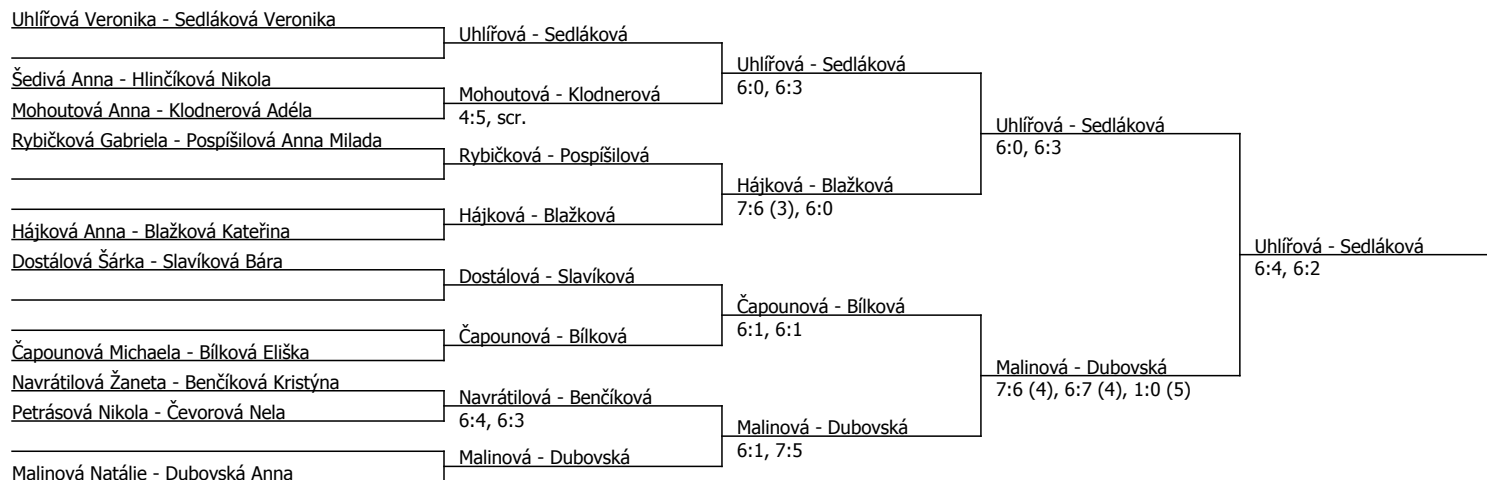 Uhlířová Veronika - Sedláková Veronika
Šedivá Anna - Hlinčíková Nikola
Mohoutová Anna - Klodnerová Adéla
Rybičková Gabriela - Pospíšilová Anna Milada
Hájková Anna - Blažková Kateřina
Dostálová Šárka - Slavíková Bára
Čapounová Michaela - Bílková Eliška
Navrátilová Žaneta - Benčíková Kristýna
Petrásová Nikola - Čevorová Nela
Malinová Natálie - Dubovská Anna
Uhlířová - Sedláková
Mohoutová - Klodnerová
4:5, scr.
Rybičková - Pospíšilová
Hájková - Blažková
Dostálová - Slavíková
Čapounová - Bílková
Navrátilová - Benčíková
6:4, 6:3
Malinová - Dubovská
Uhlířová - Sedláková
6:0, 6:3
Hájková - Blažková
7:6 (3), 6:0
Čapounová - Bílková
6:1, 6:1
Malinová - Dubovská
6:1, 7:5
Uhlířová - Sedláková
6:0, 6:3
Malinová - Dubovská
7:6 (4), 6:7 (4), 1:0 (5)
Uhlířová - Sedláková
6:4, 6:2